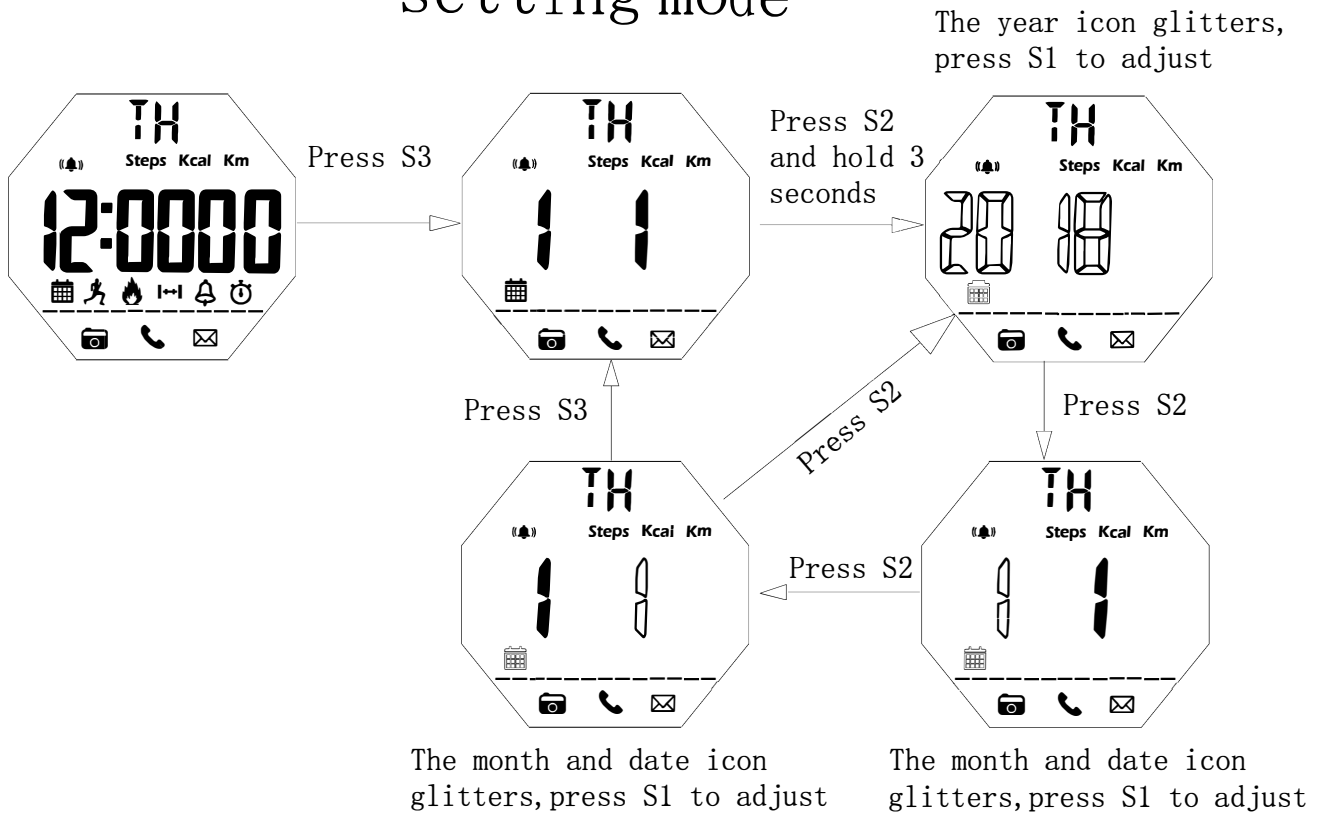 Setting mode
The year icon glitters,
press S1 to adjust
TH
Steps Kcal Km
12:0000
Press S3
TH
Steps Kcal Km
1 1
Press S2
and hold 3
seconds
TH
Steps Kcal Km
20 18
Press S3
Press S2
Press S2
TH
Steps Kcal Km
1 1
Press S2
TH
Steps Kcal Km
1 1
The month and date icon
glitters,press S1 to adjust
The month and date icon
glitters,press S1 to adjust